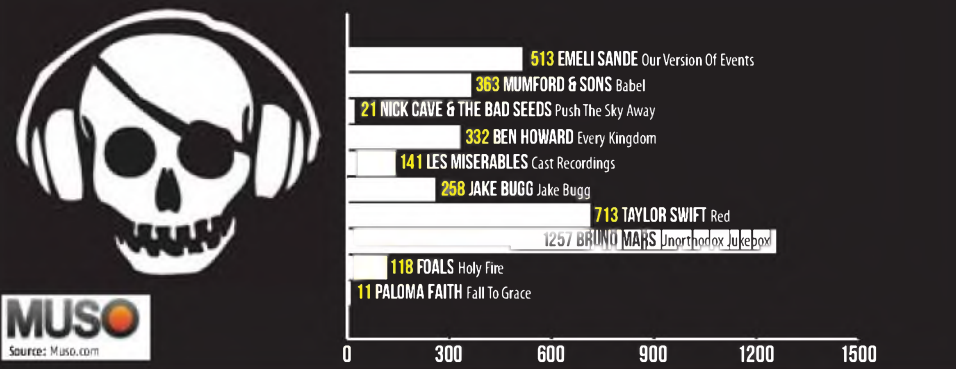 513 EMELI SANDE Our Version Of Events
363 MUMFORD & SONS Babel
21 NICK CAVE & THE BAD SEEDS Push The Sky Away
332 BEN HOWARD Every Kingdom
141 LES MISERABLES Cast Recordings
258 JAKE BUGG Jake Bugg
713 TAYLOR SWIFT Red
1257 BRUNO MARS Unorthodox Jukebox
118 FOALS Holy Fire
11 PALOMA FAITH Fall To Grace
MUSO
Source: Muso.com
0 300 600 900 1200 1500